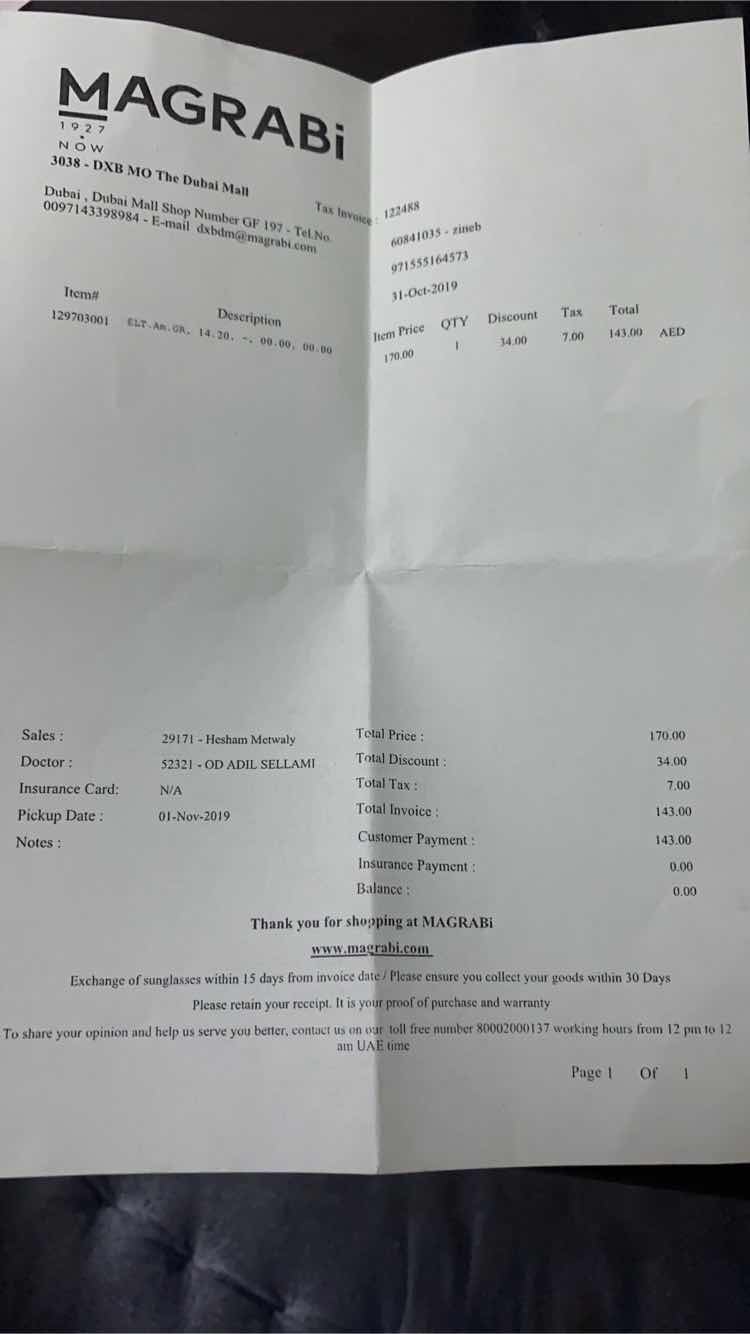 MAGRABi
1927
NOW
3038 - DXB MO The Dubai Mall
Dubai , Dubai Mall Shop Number GF 197 - Tel.No.
0097143398984 - E-mail dxbdm@magrabi.com
Tax Invoice : 122488
60841035 - zineb
971555164573
31-Oct-2019
Item# Description Item Price QTY Discount Tax Total
129703001 ELT.Am.GR, 14.20. -. 00.00, 00.00 170.00 1 34.00 7.00 143.00 AED
Sales : 29171 - Hesham Metwaly
Doctor : 52321 - OD ADIL SELLAMI
Insurance Card: N/A
Pickup Date : 01-Nov-2019
Notes :
Total Price : 170.00
Total Discount : 34.00
Total Tax : 7.00
Total Invoice : 143.00
Customer Payment : 143.00
Insurance Payment : 0.00
Balance : 0.00
Thank you for shopping at MAGRABi
www.magrabi.com
Exchange of sunglasses within 15 days from invoice date / Please ensure you collect your goods within 30 Days
Please retain your receipt. It is your proof of purchase and warranty
To share your opinion and help us serve you better, contact us on our toll free number 80002000137 working hours from 12 pm to 12
am UAE time
Page 1 Of 1